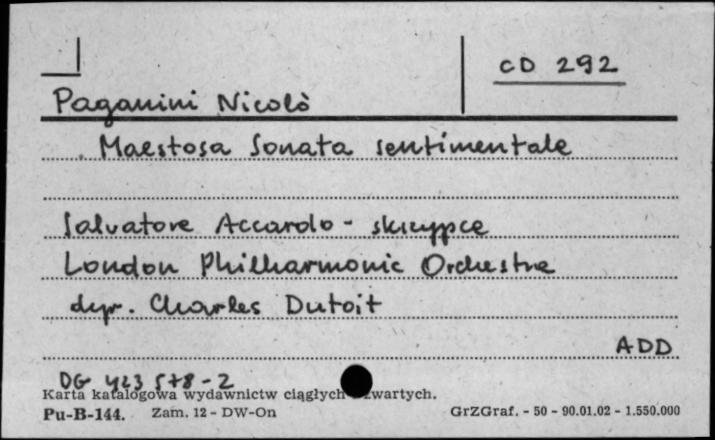 CD 292
Paganini Nicolò
Maestosa Sonata sentimentale
Salvatore Accardo - skrzypce
London Philharmonic Orchestra
dyr. Charles Dutoit
ADD
DG 423 578-2
Karta katalogowa wydawnictw ciągłych zwartych.
Pu-B-144. Zam. 12 - DW-On GrZGraf. - 50 - 90.01.02 - 1.550.000